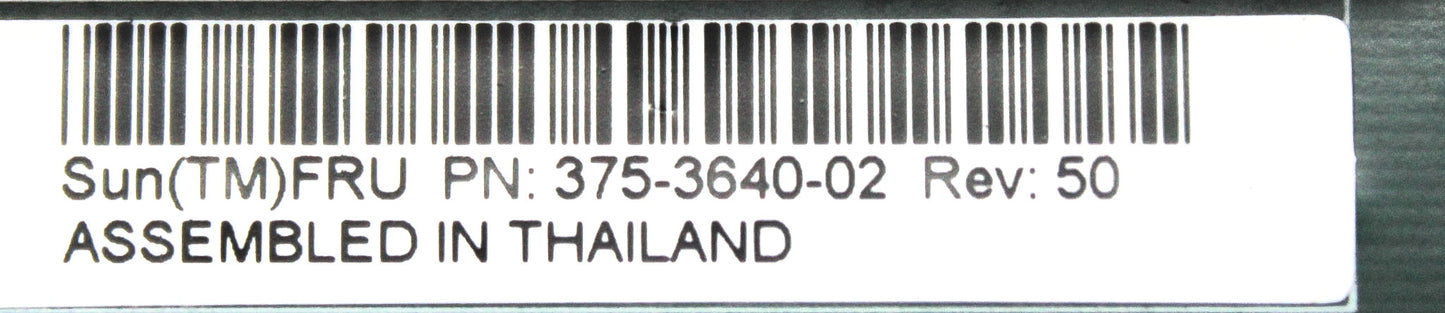 Sun(TM)FRU PN: 375-3640-02 Rev: 50
ASSEMBLED IN THAILAND